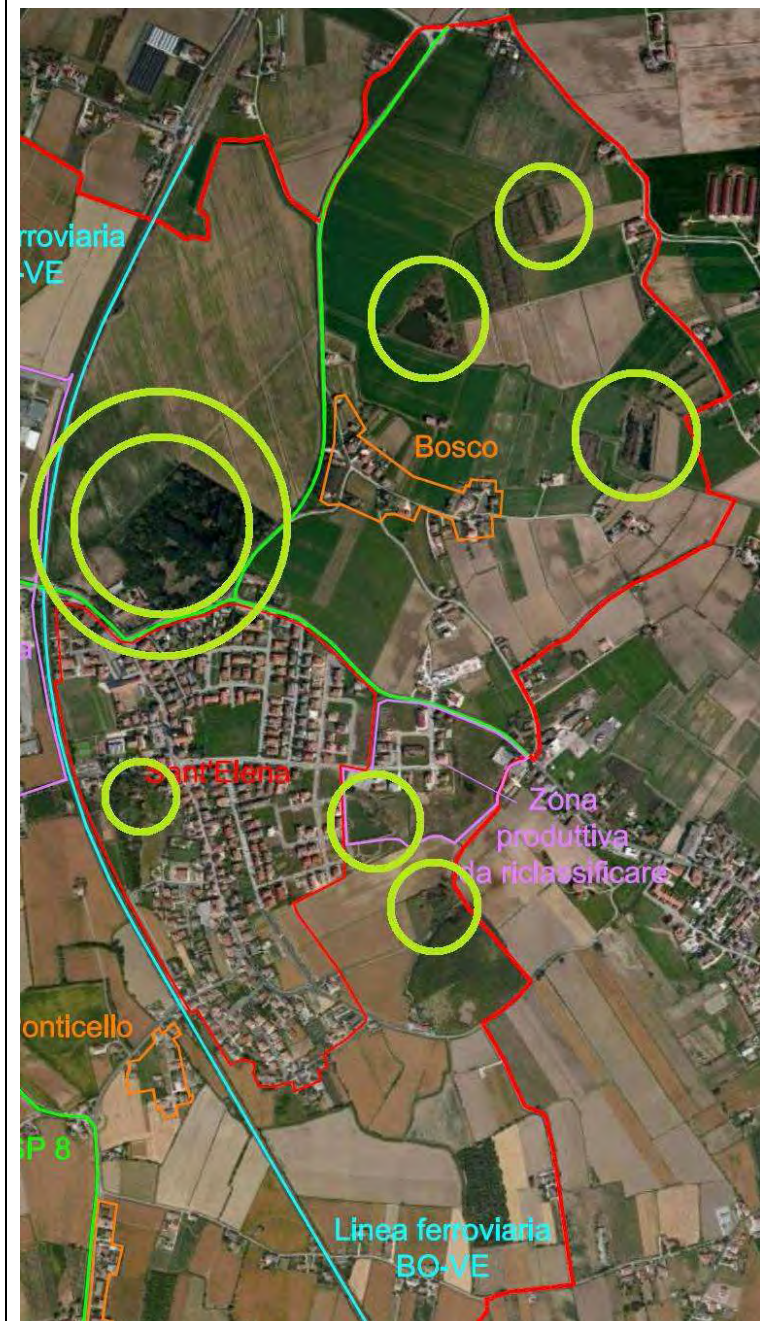 rroviaria
-VE
Bosco
a
Sant'Elena
Zona
produttiva
da riclassificare
onticello
SP 8
Linea ferroviaria
BO-VE